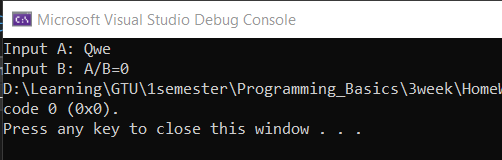 Microsoft Visual Studio Debug Console
Input A: Qwe
Input B: A/B=0
D:\Learning\GTU\1semester\Programming_Basics\3week\Home
code 0 (0x0).
Press any key to close this window . . .